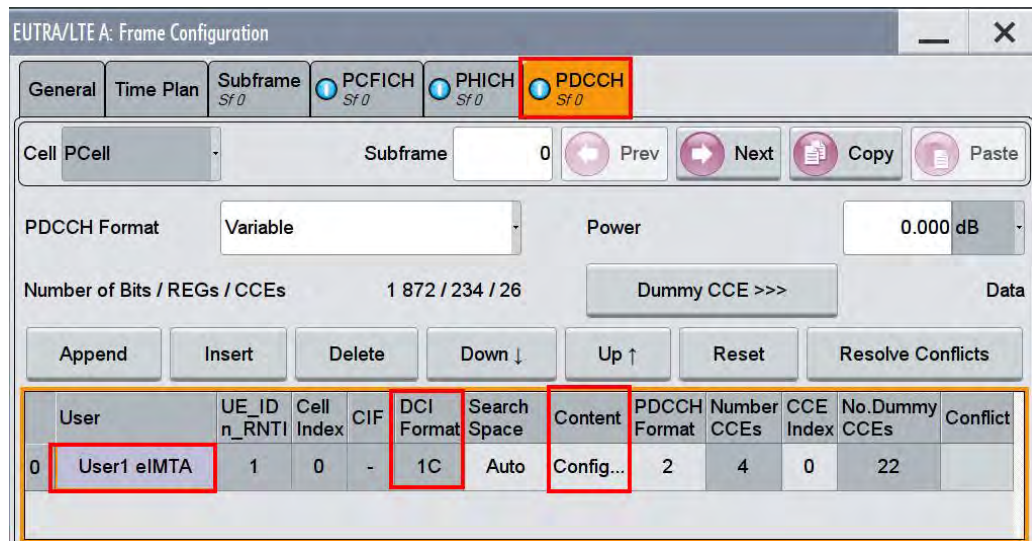 EUTRA/LTE A: Frame Configuration
General Time Plan Subframe Sf 0 PCFICH Sf 0 PHICH Sf 0 PDCCH Sf 0
Cell PCell Subframe 0 Prev Next Copy Paste
PDCCH Format Variable Power 0.000 dB
Number of Bits / REGs / CCEs 1 872 / 234 / 26 Dummy CCE >>> Data
Append Insert Delete Down ↓ Up ↑ Reset Resolve Conflicts
User UE_ID n_RNTI Cell Index CIF DCI Format Search Space Content PDCCH Format Number CCEs CCE Index No.Dummy CCEs Conflict
0 User1 eIMTA 1 0 - 1C Auto Config... 2 4 0 22